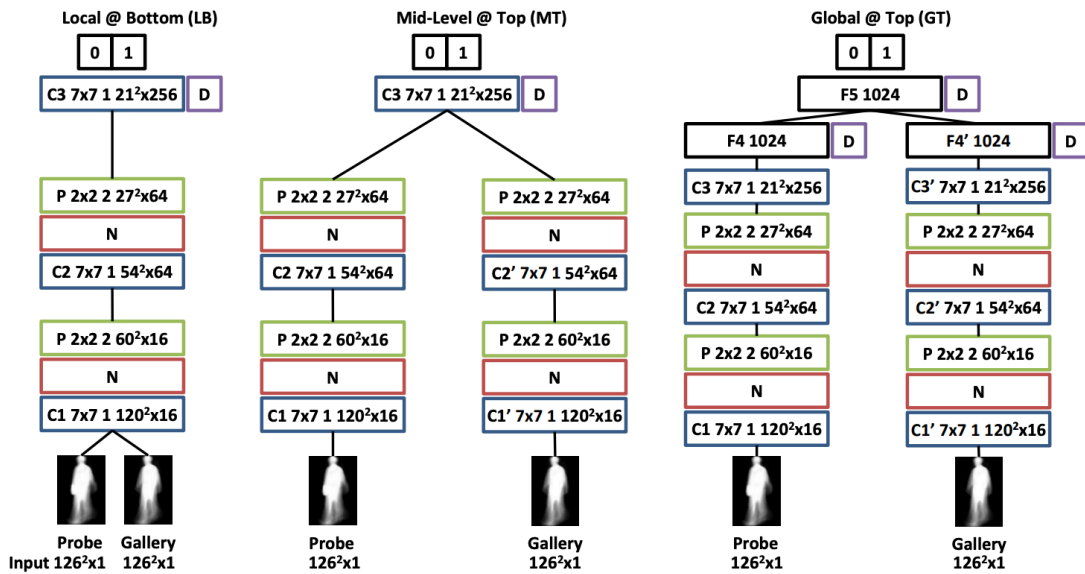 Local @ Bottom (LB)
0 1
C3 7x7 1 21²x256 D
P 2x2 2 27²x64
N
C2 7x7 1 54²x64
P 2x2 2 60²x16
N
C1 7x7 1 120²x16
Probe Gallery
Input 126²x1 126²x1
Mid-Level @ Top (MT)
0 1
C3 7x7 1 21²x256 D
P 2x2 2 27²x64 P 2x2 2 27²x64
N N
C2 7x7 1 54²x64 C2' 7x7 1 54²x64
P 2x2 2 60²x16 P 2x2 2 60²x16
N N
C1 7x7 1 120²x16 C1' 7x7 1 120²x16
Probe Gallery
126²x1 126²x1
Global @ Top (GT)
0 1
F5 1024 D
F4 1024 D F4' 1024 D
C3 7x7 1 21²x256 C3' 7x7 1 21²x256
P 2x2 2 27²x64 P 2x2 2 27²x64
N N
C2 7x7 1 54²x64 C2' 7x7 1 54²x64
P 2x2 2 60²x16 P 2x2 2 60²x16
N N
C1 7x7 1 120²x16 C1' 7x7 1 120²x16
Probe Gallery
126²x1 126²x1